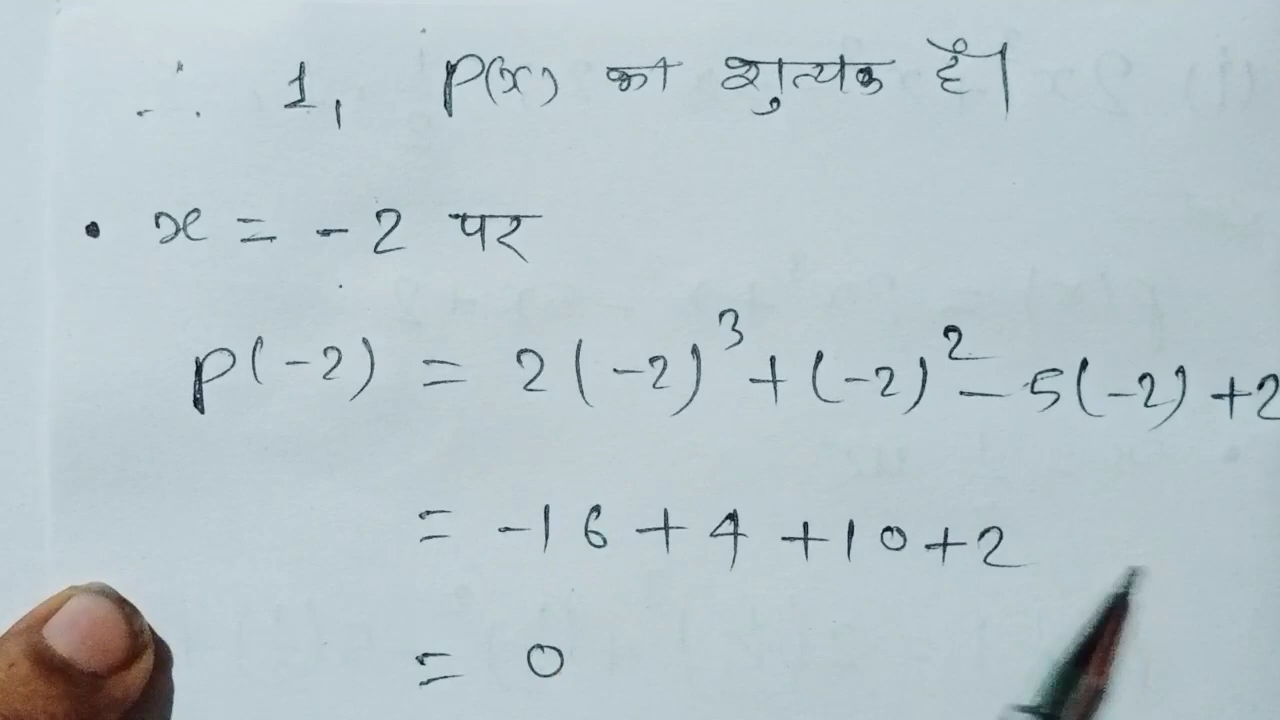 ∴ 1, P(x) का शुत्यक है।
• x = -2 पर
P(-2) = 2(-2)³ + (-2)² - 5(-2) + 2
= -16 + 4 + 10 + 2
= 0